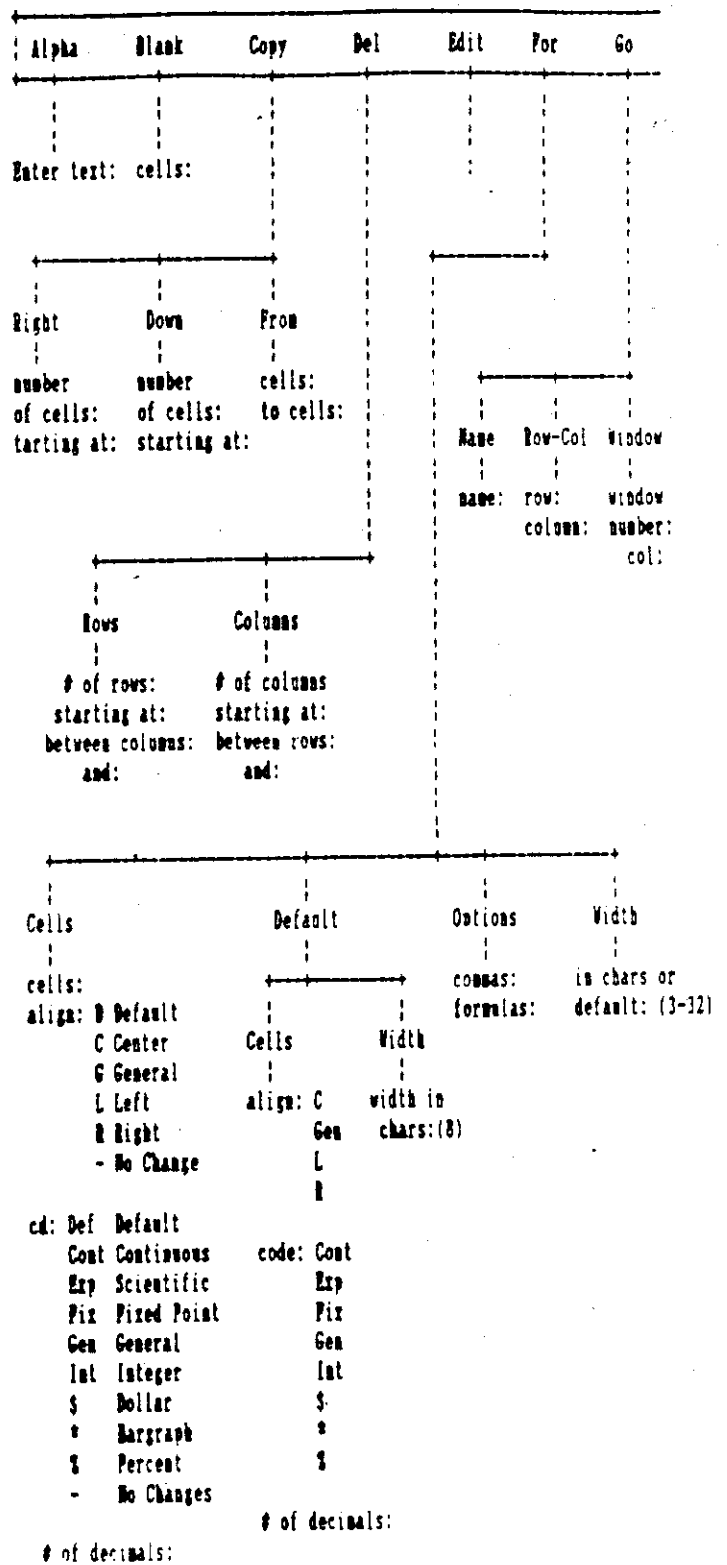 Alpha Blank Copy Del Edit For Go
Enter text: cells:
Right Down From
number number cells:
of cells: of cells: to cells:
tarting at: starting at:
Name Row-Col Window
name: row: window
column: number:
col:
Rows Columns
# of rows: # of columns
starting at: starting at:
between columns: between rows:
and: and:
Cells Default Options Width
cells: commas: in chars or
align: D Default formulas: default: (3-32)
C Center Cells Width
G General
L Left align: C width in
R Right Gen chars:(8)
- No Change L
R
cd: Def Default
Cont Continuous code: Cont
Exp Scientific Exp
Fix Fixed Point Fix
Gen General Gen
Int Integer Int
$ Dollar $
* Bargraph *
% Percent %
- No Changes
# of decimals:
# of decimals: